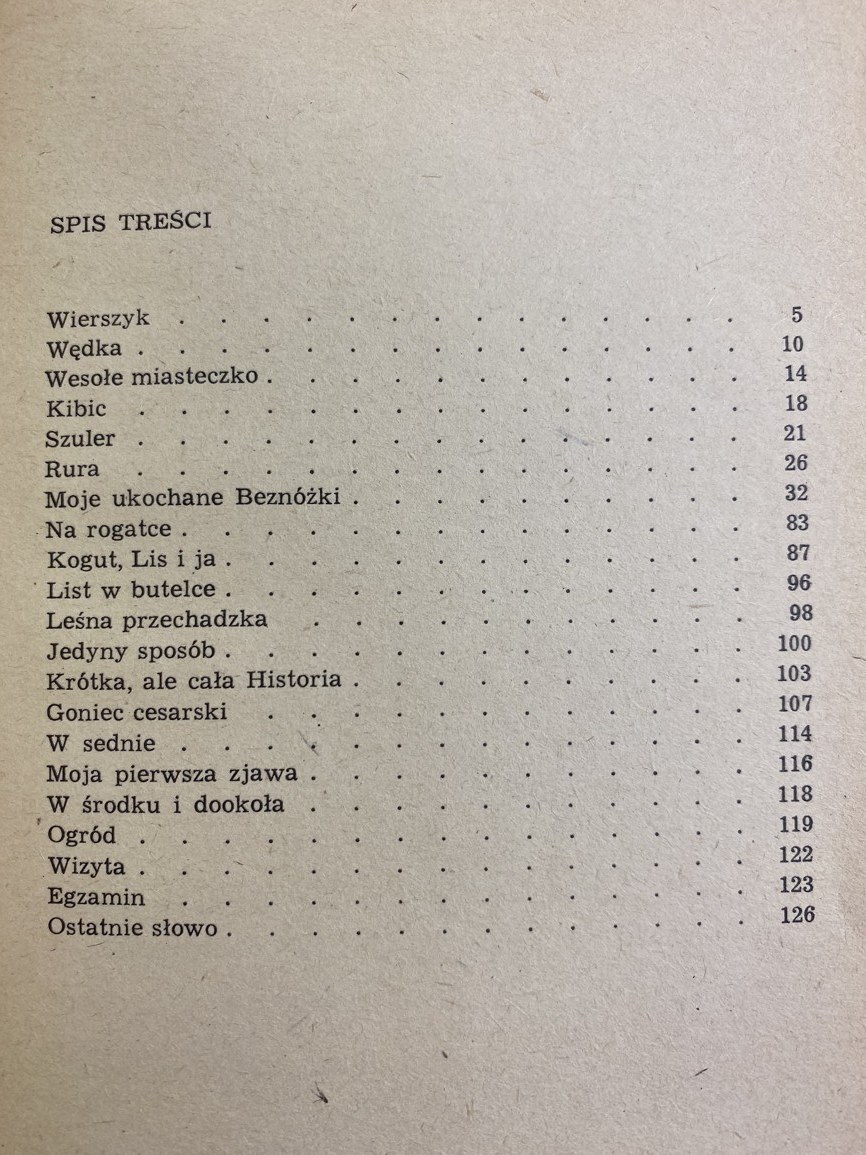 SPIS TREŚCI
Wierszyk . . . . . . . . . . . . . . 5
Wędka . . . . . . . . . . . . . . . 10
Wesołe miasteczko . . . . . . . . . . . . 14
Kibic . . . . . . . . . . . . . . . 18
Szuler . . . . . . . . . . . . . . . 21
Rura . . . . . . . . . . . . . . . 26
Moje ukochane Beznóżki . . . . . . . . . . 32
Na rogatce . . . . . . . . . . . . . . 83
Kogut, Lis i ja . . . . . . . . . . . . . 87
List w butelce . . . . . . . . . . . . . 96
Leśna przechadzka . . . . . . . . . . . 98
Jedyny sposób . . . . . . . . . . . . . 100
Krótka, ale cała Historia . . . . . . . . . . 103
Goniec cesarski . . . . . . . . . . . . 107
W sednie . . . . . . . . . . . . . . 114
Moja pierwsza zjawa . . . . . . . . . . . 116
W środku i dookoła . . . . . . . . . . . 118
Ogród . . . . . . . . . . . . . . . 119
Wizyta . . . . . . . . . . . . . . . 122
Egzamin . . . . . . . . . . . . . . 123
Ostatnie słowo . . . . . . . . . . . . . 126